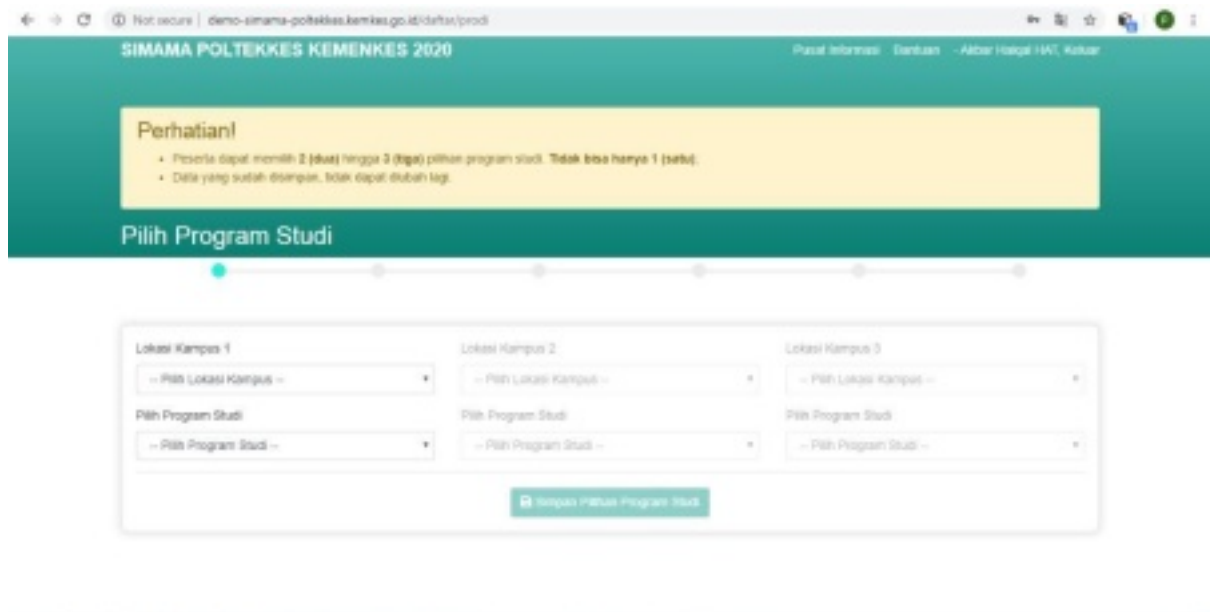 Not secure | demo-simama-poltekkes.kemkes.go.id/daftar/prodi
SIMAMA POLTEKKES KEMENKES 2020
Pusat Informasi Bantuan - Akbar Haiqal HAT, Keluar
Perhatian!
Peserta dapat memilih 2 (dua) hingga 3 (tiga) pilihan program studi. Tidak bisa hanya 1 (satu).
Data yang sudah disimpan, tidak dapat diubah lagi.
Pilih Program Studi
Lokasi Kampus 1 Lokasi Kampus 2 Lokasi Kampus 3
-- Pilih Lokasi Kampus -- -- Pilih Lokasi Kampus -- -- Pilih Lokasi Kampus --
Pilih Program Studi Pilih Program Studi Pilih Program Studi
-- Pilih Program Studi -- -- Pilih Program Studi -- -- Pilih Program Studi --
Simpan Pilihan Program Studi